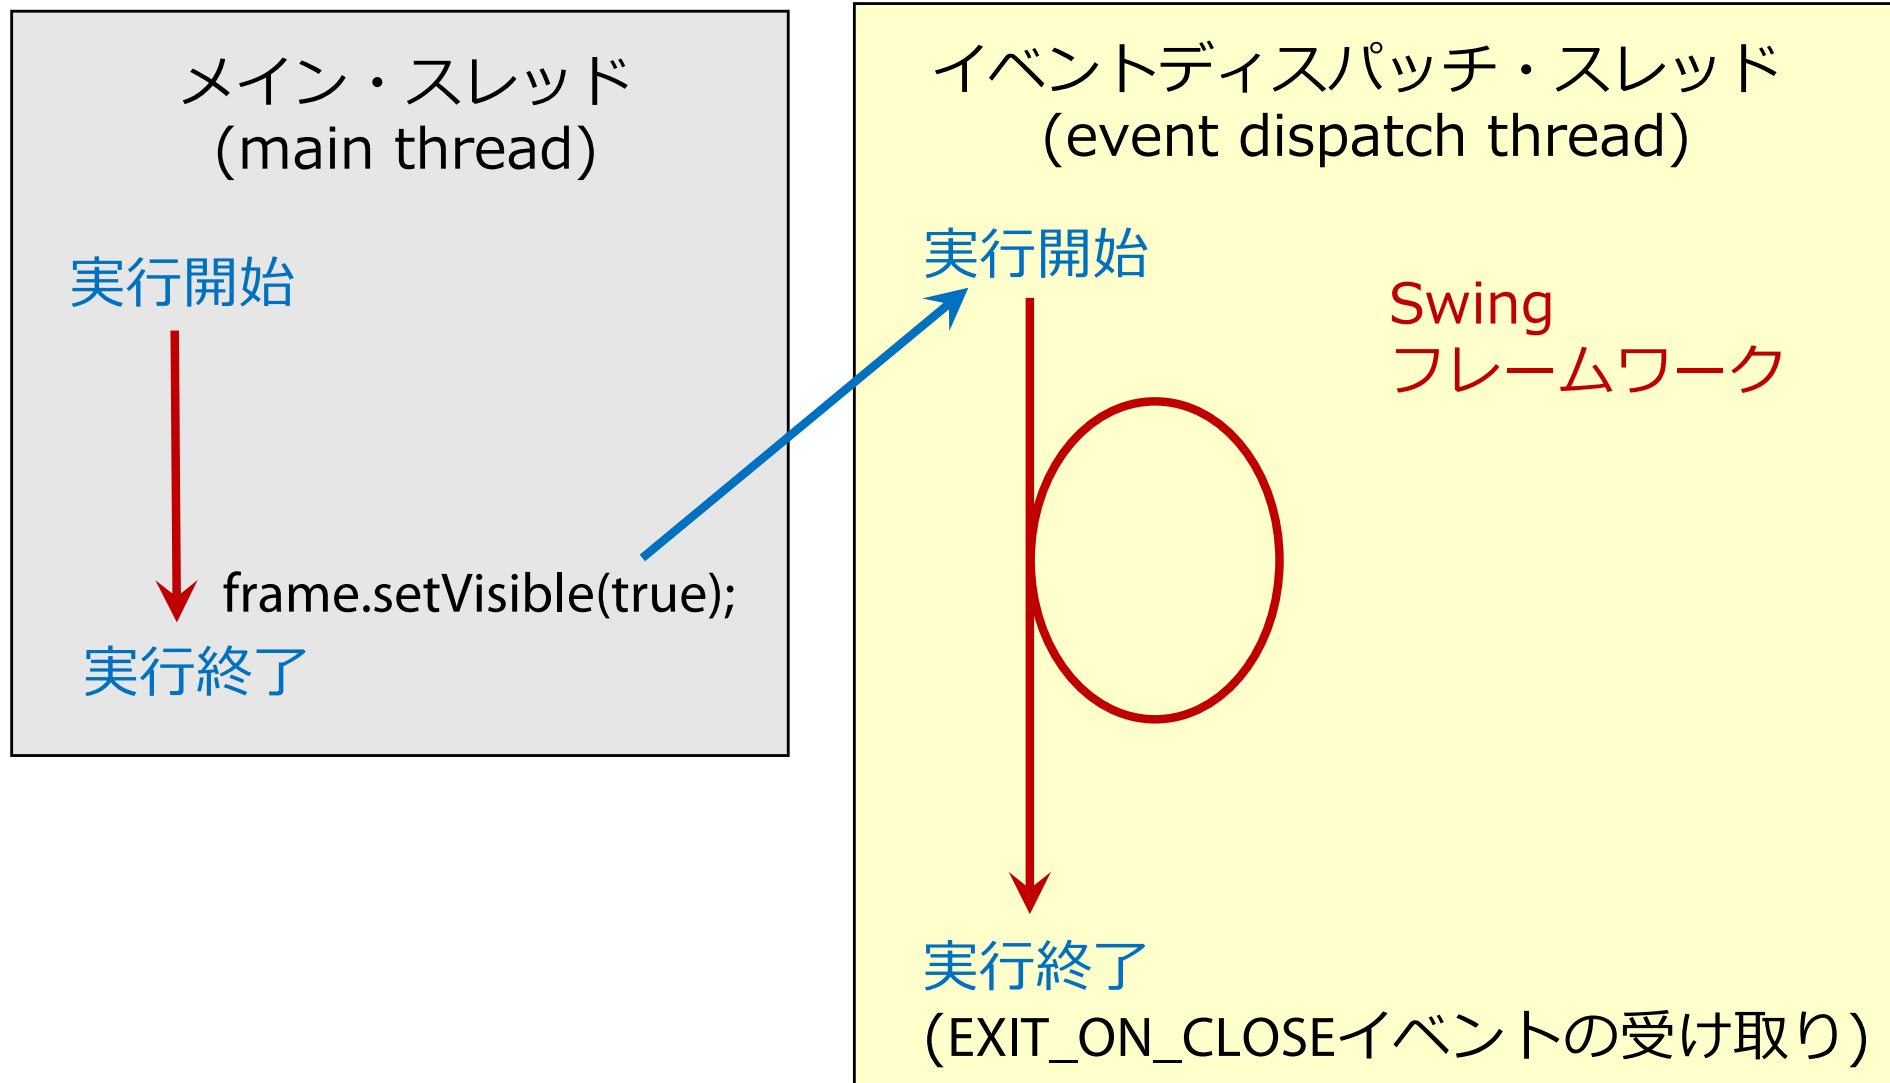 メイン・スレッド
(main thread)
実行開始
frame.setVisible(true);
実行終了
イベントディスパッチ・スレッド
(event dispatch thread)
実行開始
Swing
フレームワーク
実行終了
(EXIT_ON_CLOSEイベントの受け取り)